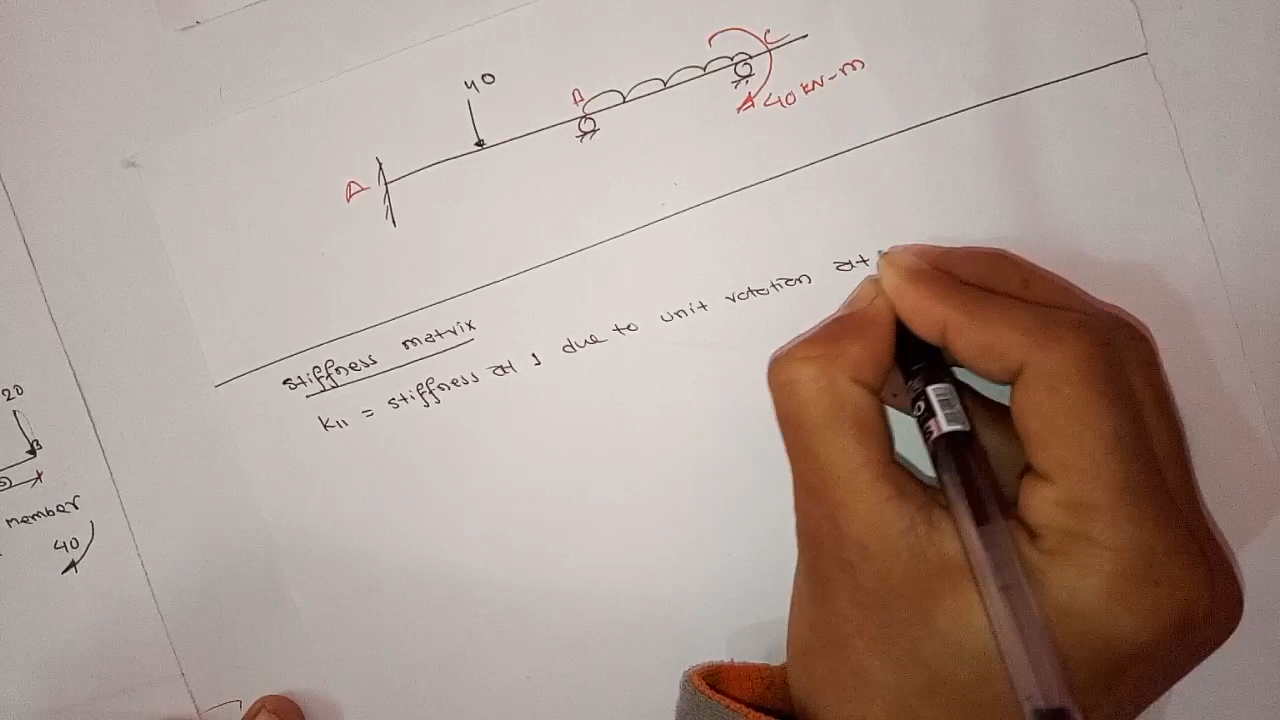 40
B
C
40 kN-m
A
stiffness matrix
k11 = stiffness at 1 due to unit rotation at
20
B
member
40